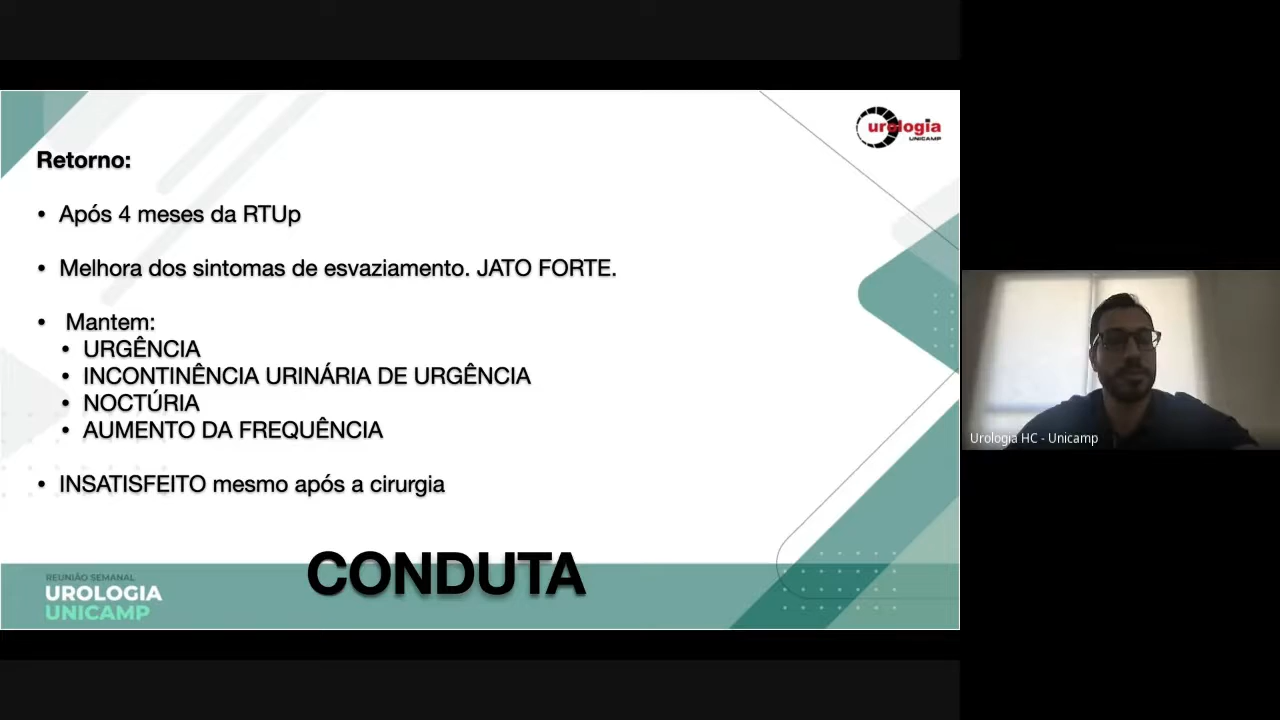 urologia
UNICAMP
Retorno:
• Após 4 meses da RTUp
• Melhora dos sintomas de esvaziamento. JATO FORTE.
• Mantem:
• URGÊNCIA
• INCONTINÊNCIA URINÁRIA DE URGÊNCIA
• NOCTÚRIA
• AUMENTO DA FREQUÊNCIA
• INSATISFEITO mesmo após a cirurgia
CONDUTA
REUNIÃO SEMANAL
UROLOGIA
UNICAMP
Urologia HC - Unicamp